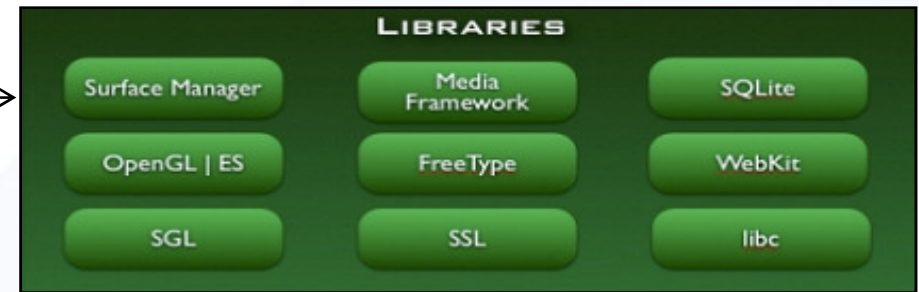 LIBRARIES
Surface Manager
Media
Framework
SQLite
OpenGL | ES
FreeType
WebKit
SGL
SSL
libc